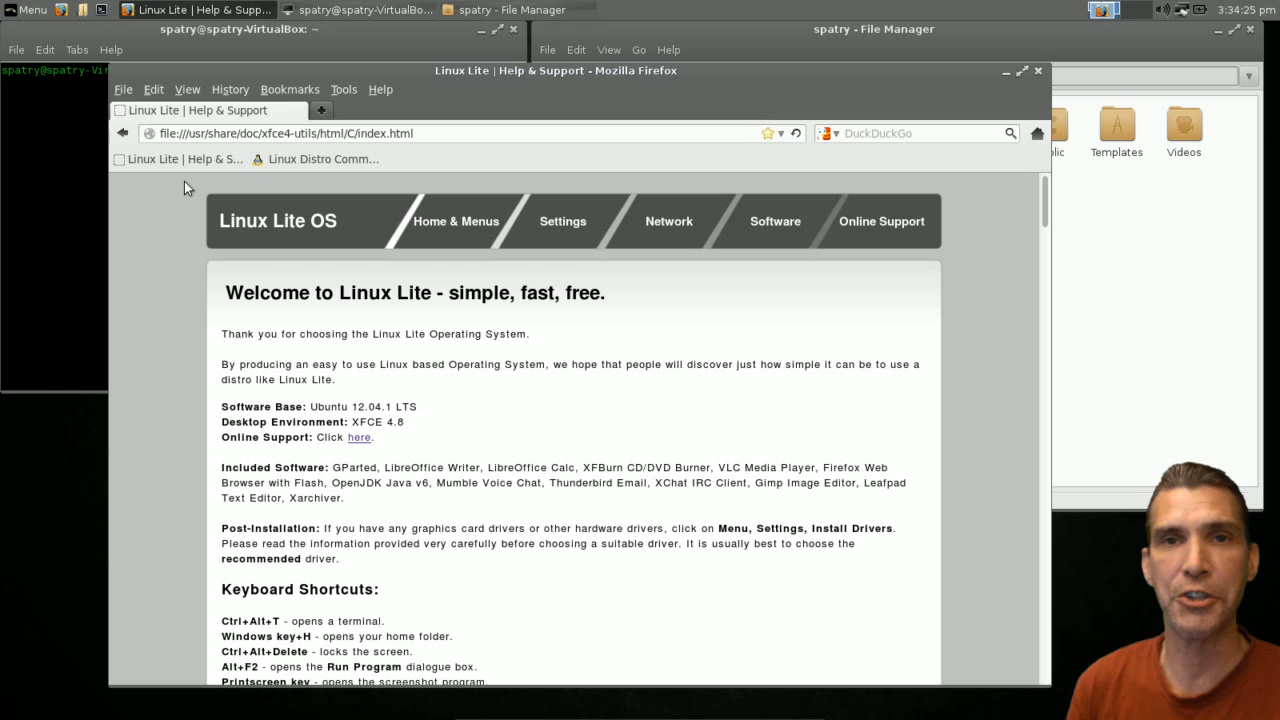 Menu
Linux Lite | Help & Supp...
spatry@spatry-VirtualBo...
spatry - File Manager
3:34:25 pm
spatry@spatry-VirtualBox: ~
File Edit Tabs Help
spatry@spatry-Vir
spatry - File Manager
File Edit View Go Help
Templates
Videos
Linux Lite | Help & Support - Mozilla Firefox
File Edit View History Bookmarks Tools Help
Linux Lite | Help & Support
file:///usr/share/doc/xfce4-utils/html/C/index.html
DuckDuckGo
Linux Lite | Help & S...
Linux Distro Comm...
Linux Lite OS
Home & Menus
Settings
Network
Software
Online Support
Welcome to Linux Lite - simple, fast, free.
Thank you for choosing the Linux Lite Operating System.
By producing an easy to use Linux based Operating System, we hope that people will discover just how simple it can be to use a
distro like Linux Lite.
Software Base: Ubuntu 12.04.1 LTS
Desktop Environment: XFCE 4.8
Online Support: Click here.
Included Software: GParted, LibreOffice Writer, LibreOffice Calc, XFBurn CD/DVD Burner, VLC Media Player, Firefox Web
Browser with Flash, OpenJDK Java v6, Mumble Voice Chat, Thunderbird Email, XChat IRC Client, Gimp Image Editor, Leafpad
Text Editor, Xarchiver.
Post-Installation: If you have any graphics card drivers or other hardware drivers, click on Menu, Settings, Install Drivers.
Please read the information provided very carefully before choosing a suitable driver. It is usually best to choose the
recommended driver.
Keyboard Shortcuts:
Ctrl+Alt+T - opens a terminal.
Windows key+H - opens your home folder.
Ctrl+Alt+Delete - locks the screen.
Alt+F2 - opens the Run Program dialogue box.
Printscreen key - opens the screenshot program.